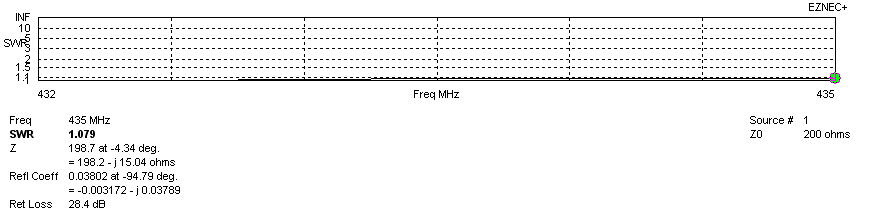 EZNEC+
INF
10
5
SWR 3
2
1.5
1.1
1
432 Freq MHz 435
Freq 435 MHz Source # 1
SWR 1.079 Z0 200 ohms
Z 198.7 at -4.34 deg.
= 198.2 - j 15.04 ohms
Refl Coeff 0.03802 at -94.79 deg.
= -0.003172 - j 0.03789
Ret Loss 28.4 dB